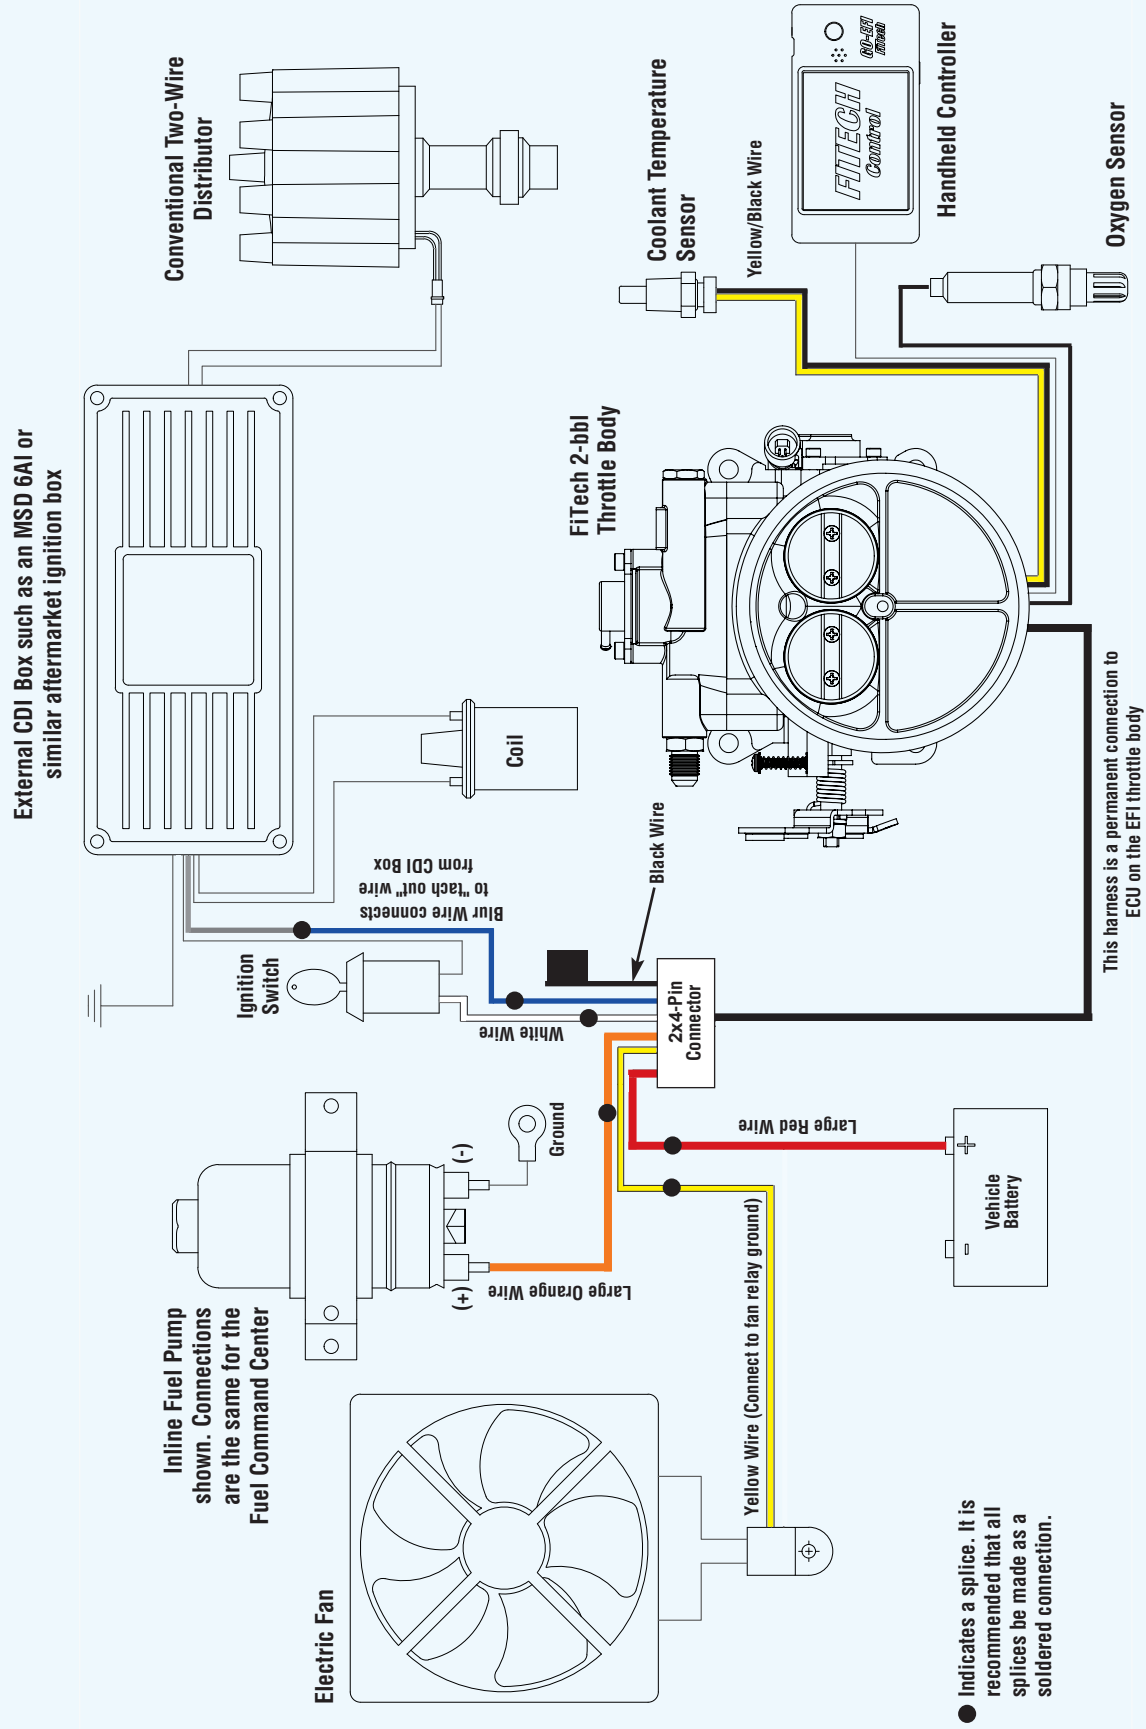 External CDI Box such as an MSD 6Al or
similar aftermarket ignition box
Conventional Two-Wire
Distributor
Coolant Temperature
Sensor
Yellow/Black Wire
FITECH
Control
GO-EFI
FiTech
Handheld Controller
Oxygen Sensor
FiTech 2-bbl
Throttle Body
Coil
Blur Wire connects
to "tach out" wire
from CDI Box
Ignition
Switch
White Wire
Black Wire
2x4-Pin
Connector
This harness is a permanent connection to
ECU on the EFI throttle body
Inline Fuel Pump
shown. Connections
are the same for the
Fuel Command Center
(+)
(-)
Ground
Large Orange Wire
Large Red Wire
+
-
Vehicle
Battery
Electric Fan
Yellow Wire (Connect to fan relay ground)
Indicates a splice. It is
recommended that all
splices be made as a
soldered connection.